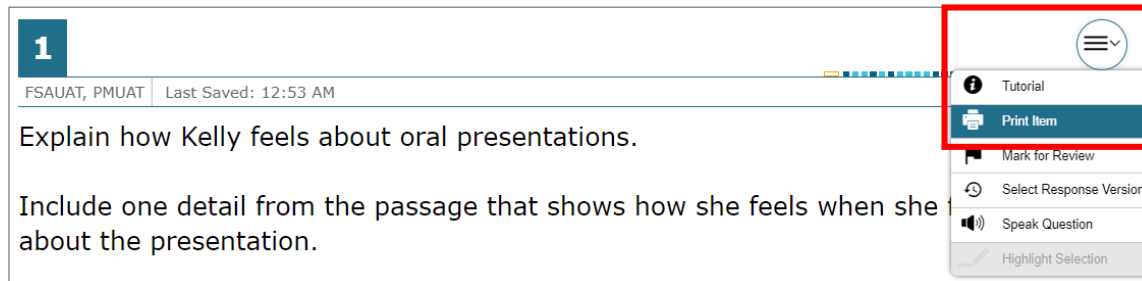 1
FSAUAT, PMUAT Last Saved: 12:53 AM
Explain how Kelly feels about oral presentations.
Include one detail from the passage that shows how she feels when she
about the presentation.
Tutorial
Print Item
Mark for Review
Select Response Version
Speak Question
Highlight Selection